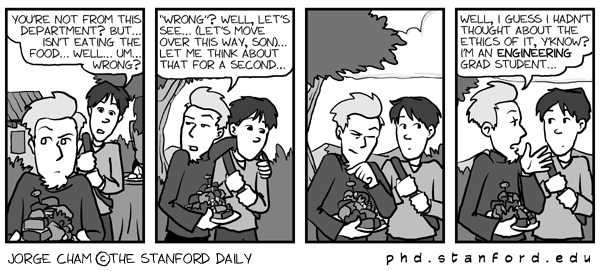 YOU'RE NOT FROM THIS
DEPARTMENT? BUT...
ISN'T EATING THE
FOOD... WELL... UM...
WRONG?
"WRONG"? WELL, LET'S
SEE... (LET'S MOVE
OVER THIS WAY, SON)...
LET ME THINK ABOUT
THAT FOR A SECOND...
WELL, I GUESS I HADN'T
THOUGHT ABOUT THE
ETHICS OF IT, Y'KNOW?
I'M AN ENGINEERING
GRAD STUDENT...
JORGE CHAM ©THE STANFORD DAILY
phd.stanford.edu